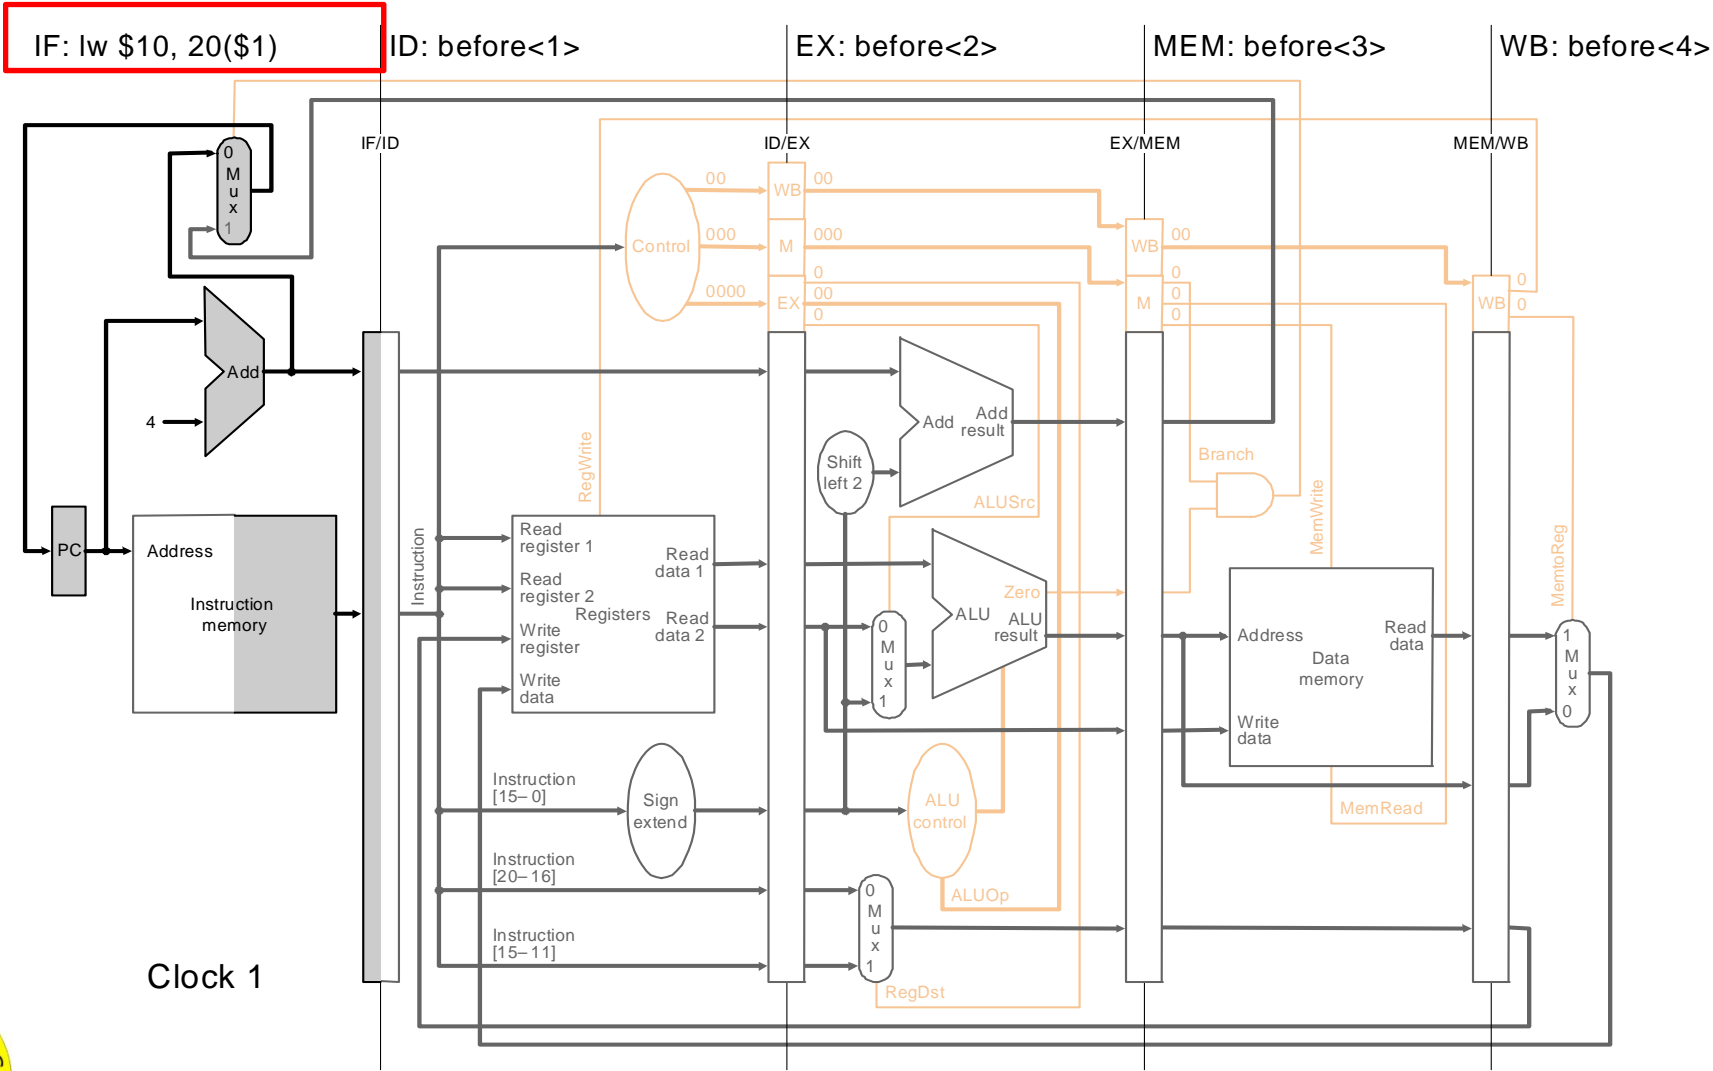 IF: lw $10, 20($1)
ID: before<1>
EX: before<2>
MEM: before<3>
WB: before<4>
IF/ID
ID/EX
EX/MEM
MEM/WB
0
M
u
x
1
Add
4
PC
Address
Instruction
memory
Instruction
Control
00
000
0000
WB
M
EX
00
000
0
00
0
WB
M
00
0
0
0
WB
0
0
RegWrite
Read
register 1
Read
register 2
Write
register
Write
data
Registers
Read
data 1
Read
data 2
Instruction
[15–0]
Sign
extend
Instruction
[20–16]
Instruction
[15–11]
Shift
left 2
Add
Add
result
ALUSrc
Zero
ALU
ALU
result
0
M
u
x
1
ALU
control
ALUOp
0
M
u
x
1
RegDst
Branch
MemWrite
Address
Read
data
Data
memory
Write
data
MemRead
MemtoReg
1
M
u
x
0
Clock 1